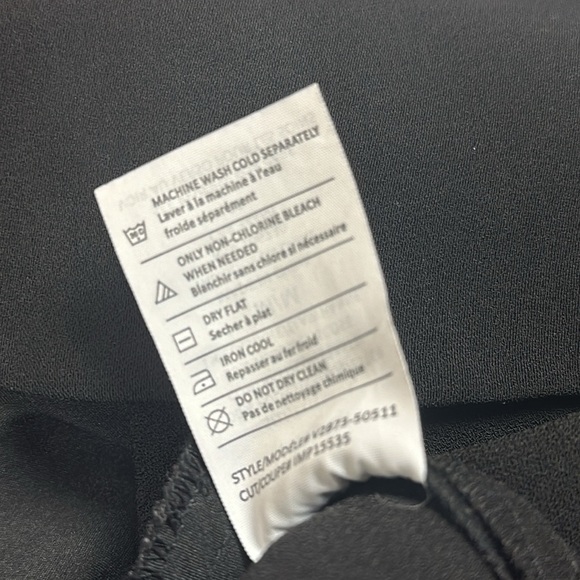 MACHINE WASH COLD SEPARATELY
Laver à la machine à l'eau
froide séparément
ONLY NON-CHLORINE BLEACH
WHEN NEEDED
Blanchir sans chlore si nécessaire
DRY FLAT
Secher à plat
IRON COOL
Repasser au fer froid
DO NOT DRY CLEAN
Pas de nettoyage chimique
STYLE/MODÈLE# V2873-50511
CUT/COUPE# IMP15535